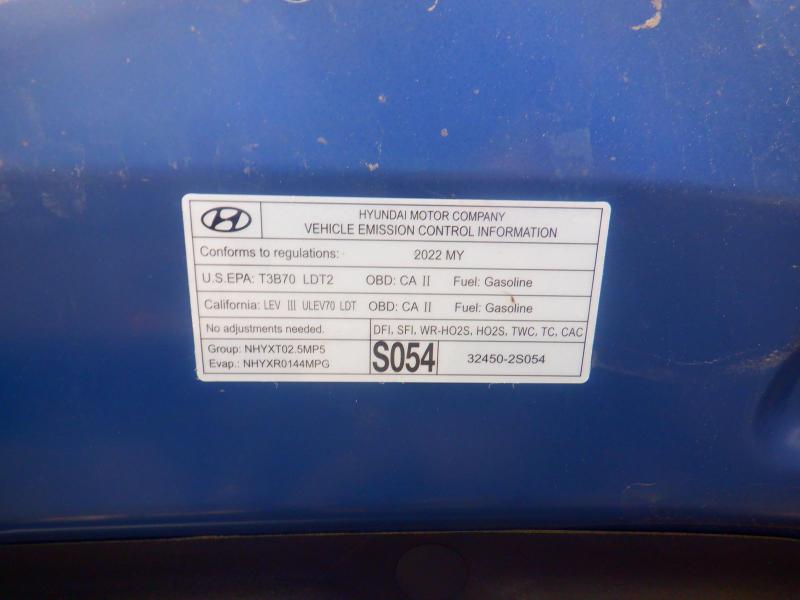 HYUNDAI MOTOR COMPANY
VEHICLE EMISSION CONTROL INFORMATION
Conforms to regulations: 2022 MY
U.S.EPA: T3B70 LDT2 OBD: CA II Fuel: Gasoline
California: LEV III ULEV70 LDT OBD: CA II Fuel: Gasoline
No adjustments needed. DFI, SFI, WR-HO2S, HO2S, TWC, TC, CAC
Group: NHYXT02.5MP5
Evap.: NHYXR0144MPG
S054
32450-2S054